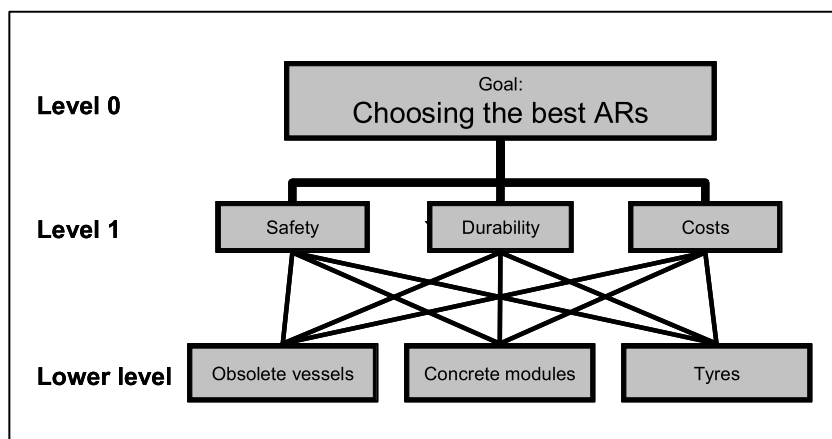 Goal:
Level 0
Choosing the best ARs
Level 1
Safety
Durability
Costs
Lower level
Obsolete vessels
Concrete modules
Tyres